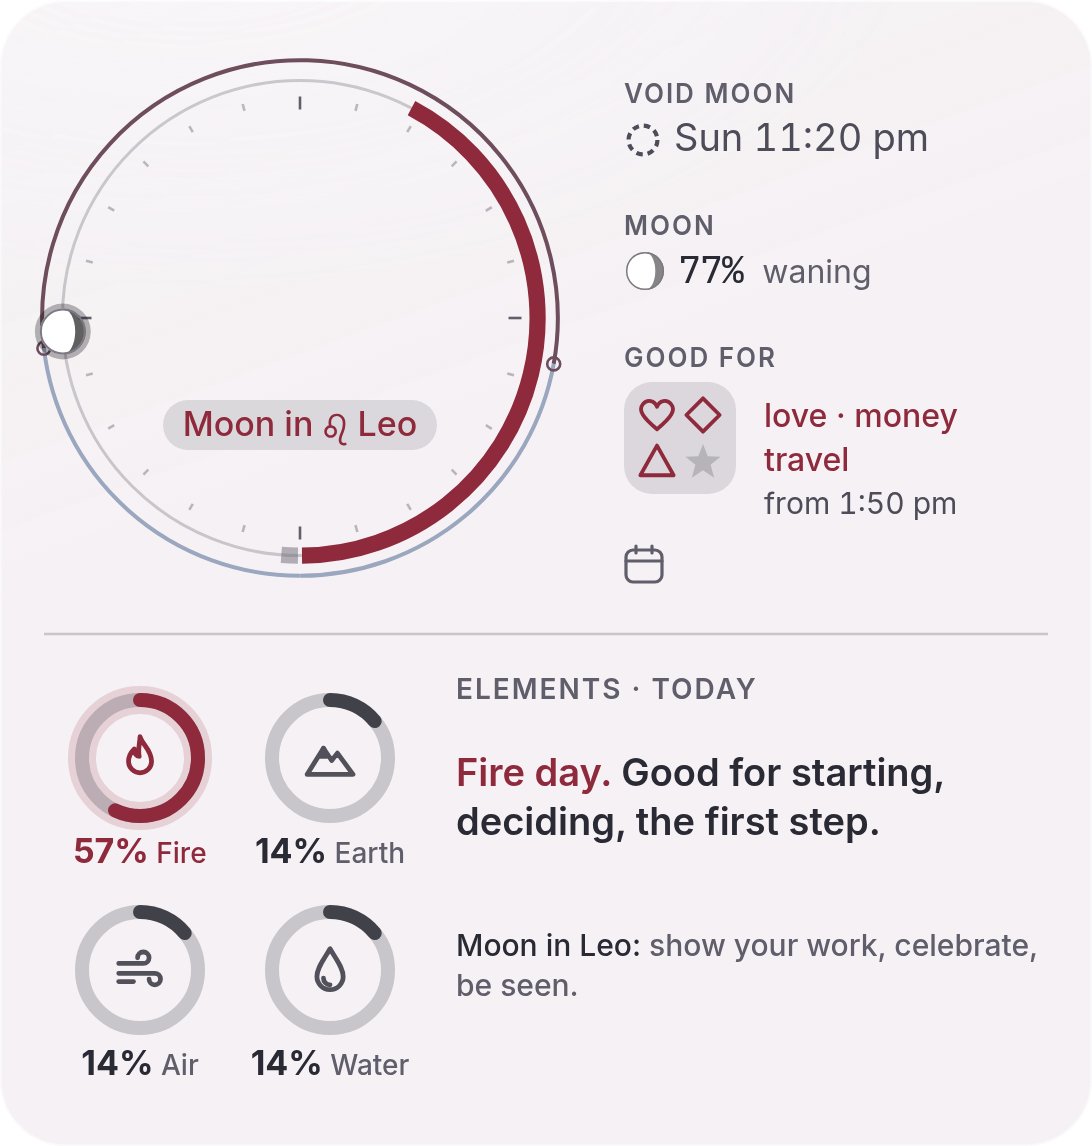 VOID MOON
Sun 11:20 pm
MOON
77% waning
GOOD FOR
love · money
travel
from 1:50 pm
Moon in ♌ Leo
ELEMENTS · TODAY
Fire day. Good for starting,
deciding, the first step.
57% Fire
14% Earth
14% Air
14% Water
Moon in Leo: show your work, celebrate,
be seen.